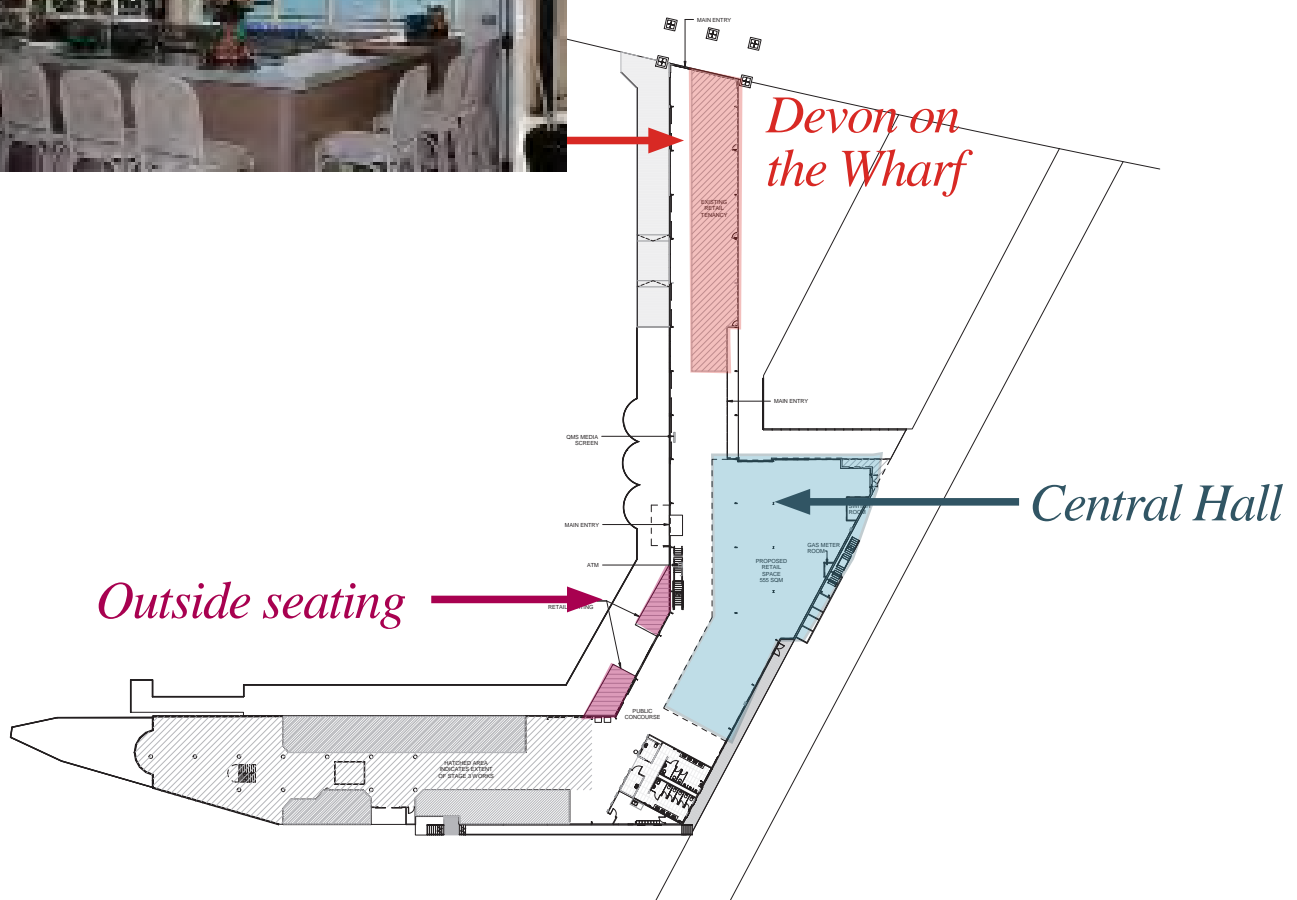 MAIN ENTRY
Devon on
the Wharf
EXISTING
RETAIL
TENANCY
MAIN ENTRY
QMS MEDIA
SCREEN
Central Hall
ROOM
MAIN ENTRY
GAS METER
ROOM
ATM
PROPOSED
RETAIL
SPACE
555 SQM
Outside seating
RETAIL
PUBLIC
CONCOURSE
HATCHED AREA
INDICATES EXTENT
OF STAGE 3 WORKS